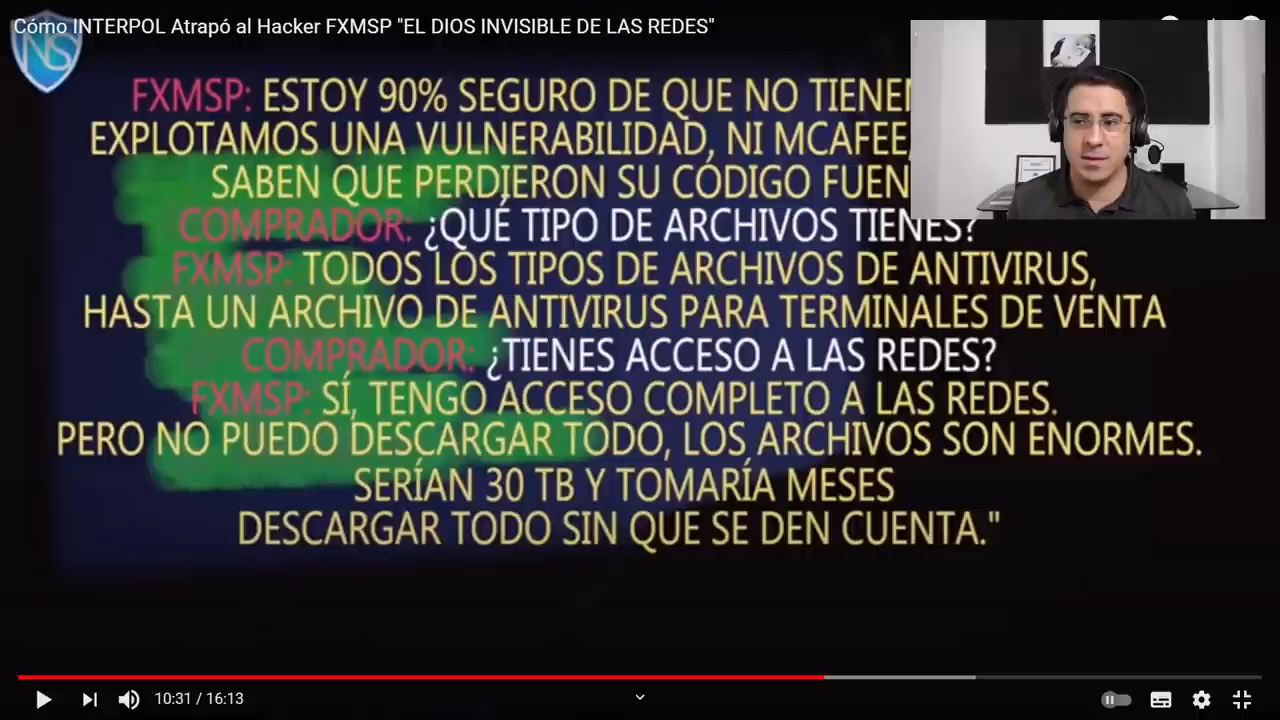 Cómo INTERPOL Atrapó al Hacker FXMSP "EL DIOS INVISIBLE DE LAS REDES"
NS
FXMSP: ESTOY 90% SEGURO DE QUE NO TIENEN
EXPLOTAMOS UNA VULNERABILIDAD, NI MCAFEE,
SABEN QUE PERDIERON SU CÓDIGO FUEN
COMPRADOR: ¿QUÉ TIPO DE ARCHIVOS TIENES?
FXMSP: TODOS LOS TIPOS DE ARCHIVOS DE ANTIVIRUS,
HASTA UN ARCHIVO DE ANTIVIRUS PARA TERMINALES DE VENTA
COMPRADOR: ¿TIENES ACCESO A LAS REDES?
FXMSP: SÍ, TENGO ACCESO COMPLETO A LAS REDES.
PERO NO PUEDO DESCARGAR TODO, LOS ARCHIVOS SON ENORMES.
SERÍAN 30 TB Y TOMARÍA MESES
DESCARGAR TODO SIN QUE SE DEN CUENTA."
10:31 / 16:13